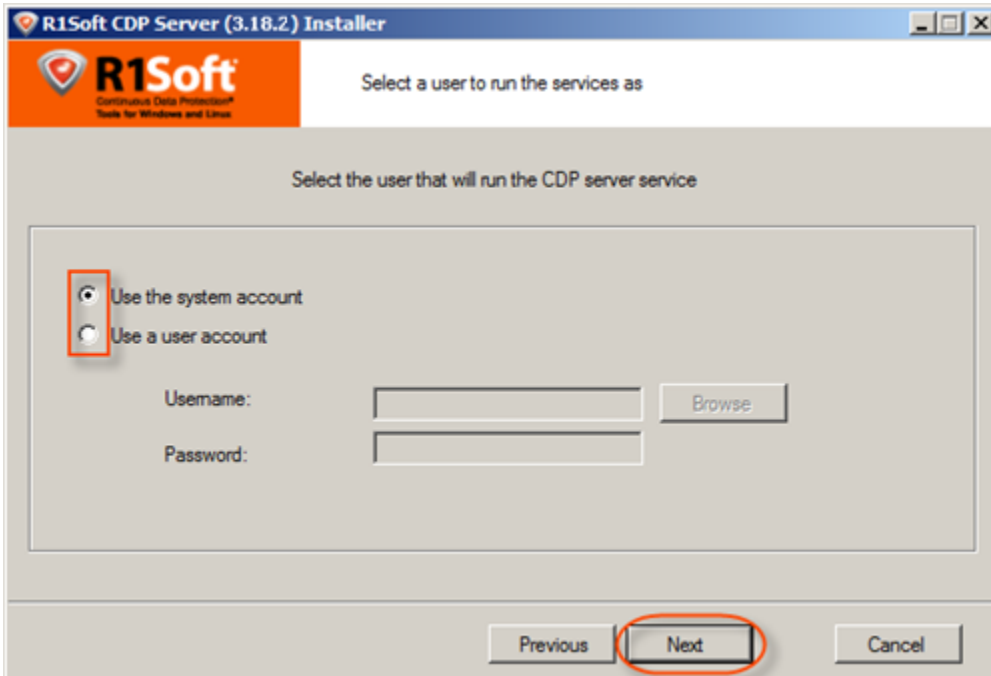 R1Soft CDP Server (3.18.2) Installer
R1Soft
Continuous Data Protection®
Tools for Windows and Linux
Select a user to run the services as
Select the user that will run the CDP server service
Use the system account
Use a user account
Username:
Browse
Password:
Previous
Next
Cancel